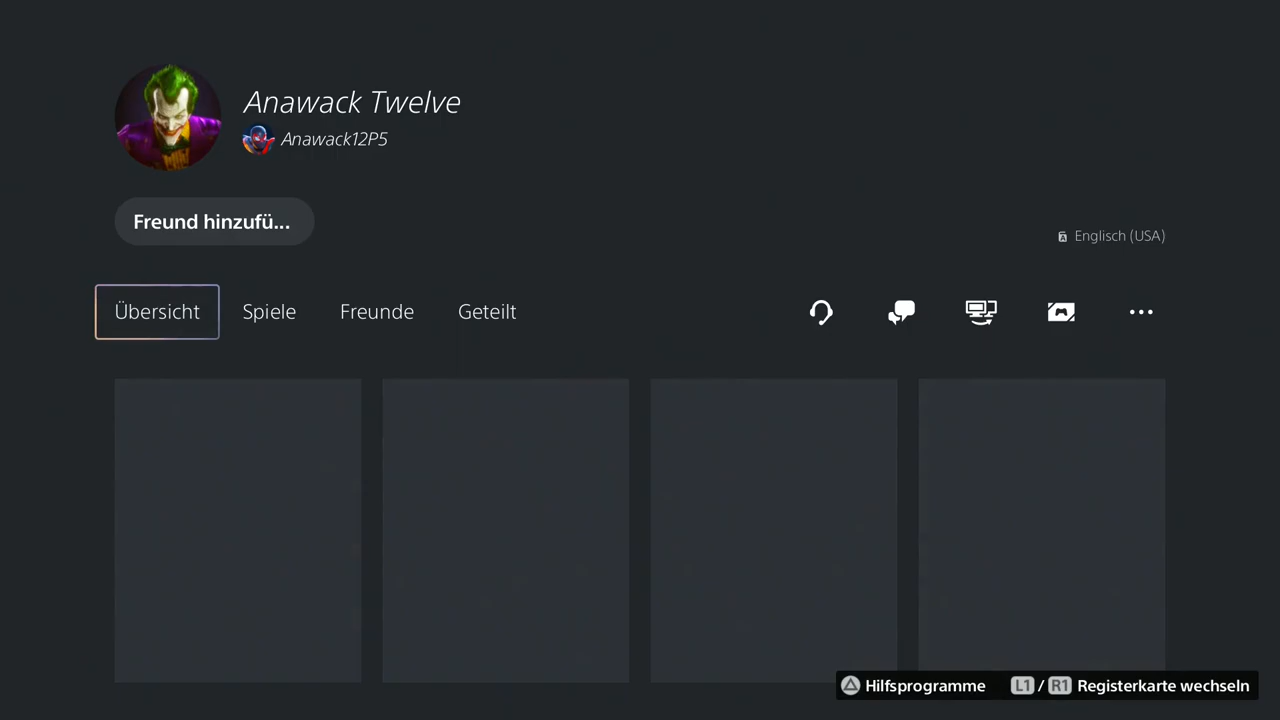 Anawack Twelve
Anawack12P5
Freund hinzufü...
Englisch (USA)
Übersicht Spiele Freunde Geteilt
Hilfsprogramme L1 / R1 Registerkarte wechseln